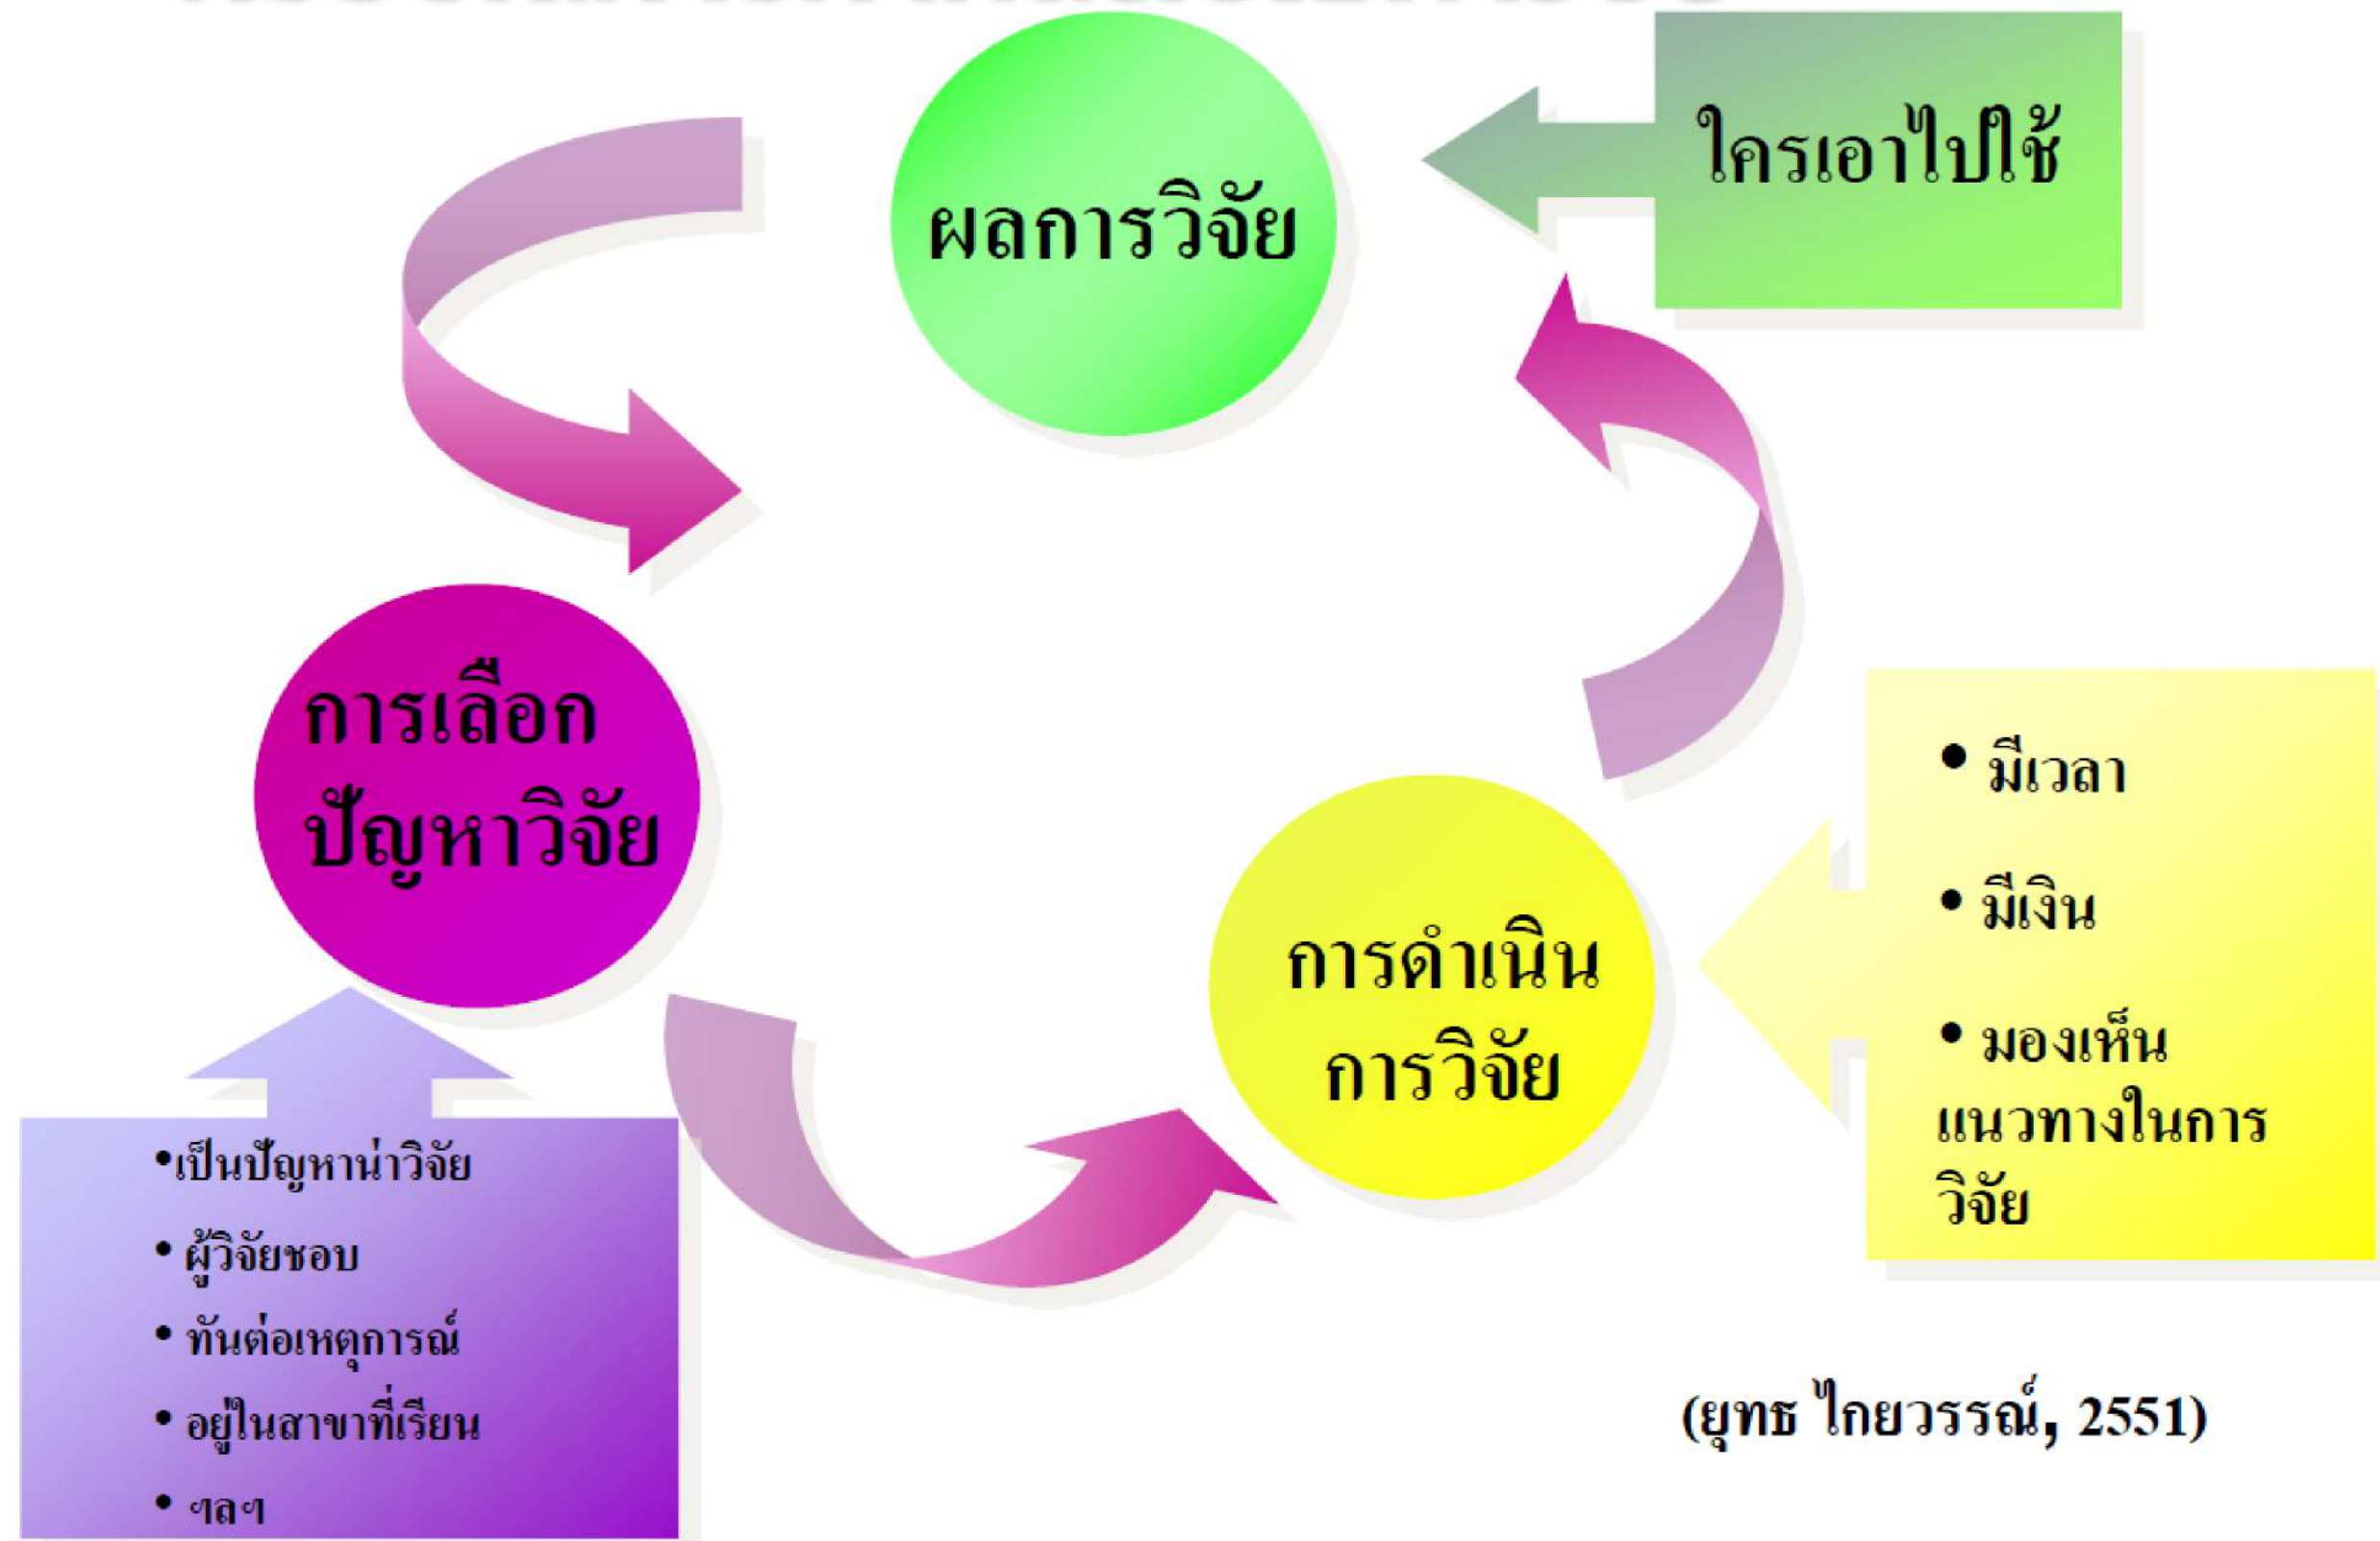 ผลการวิจัย
ใครเอาไปใช้
การเลือก
ปัญหาวิจัย
การดำเนิน
การวิจัย
• มีเวลา
• มีเงิน
• มองเห็น
แนวทางในการ
วิจัย
•เป็นปัญหาน่าวิจัย
• ผู้วิจัยชอบ
• ทันต่อเหตุการณ์
• อยู่ในสาขาที่เรียน
• ฯลฯ
(ยุทธ ไกยวรรณ์, 2551)